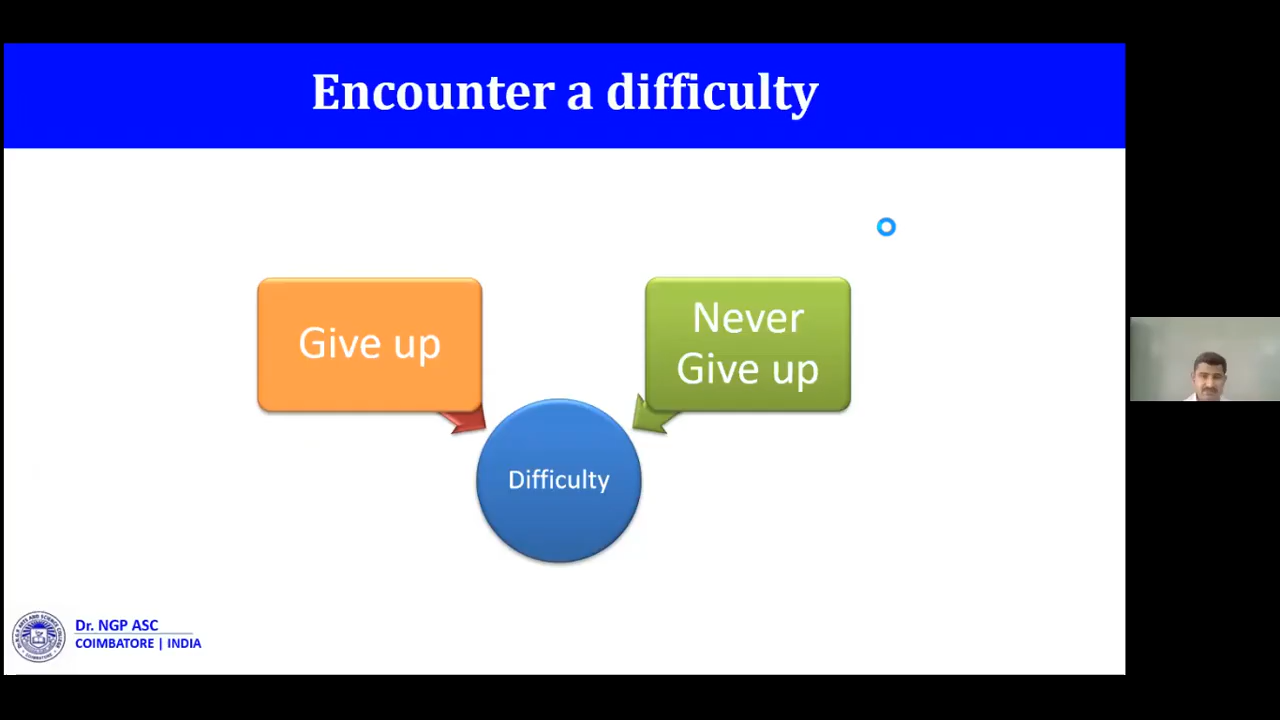 Encounter a difficulty
Give up
Never
Give up
Difficulty
Dr. NGP ASC
COIMBATORE | INDIA